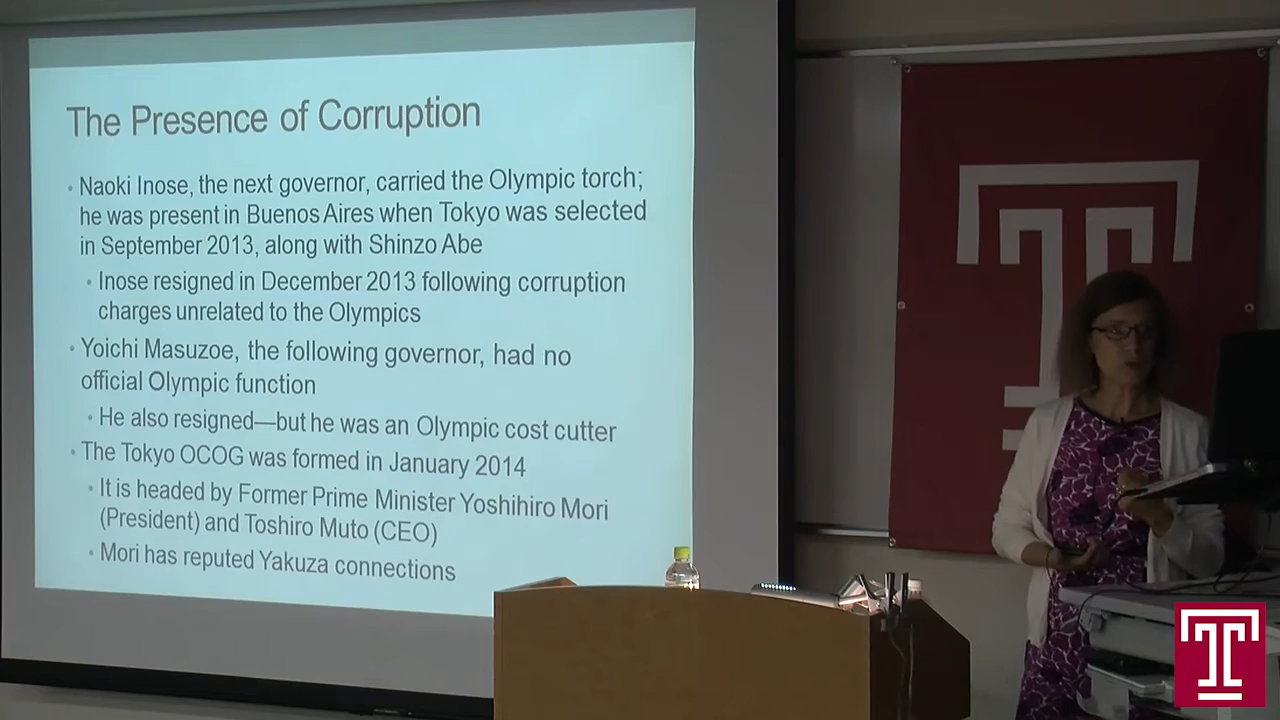 The Presence of Corruption
• Naoki Inose, the next governor, carried the Olympic torch;
he was present in Buenos Aires when Tokyo was selected
in September 2013, along with Shinzo Abe
• Inose resigned in December 2013 following corruption
charges unrelated to the Olympics
• Yoichi Masuzoe, the following governor, had no
official Olympic function
• He also resigned—but he was an Olympic cost cutter
• The Tokyo OCOG was formed in January 2014
• It is headed by Former Prime Minister Yoshihiro Mori
(President) and Toshiro Muto (CEO)
• Mori has reputed Yakuza connections